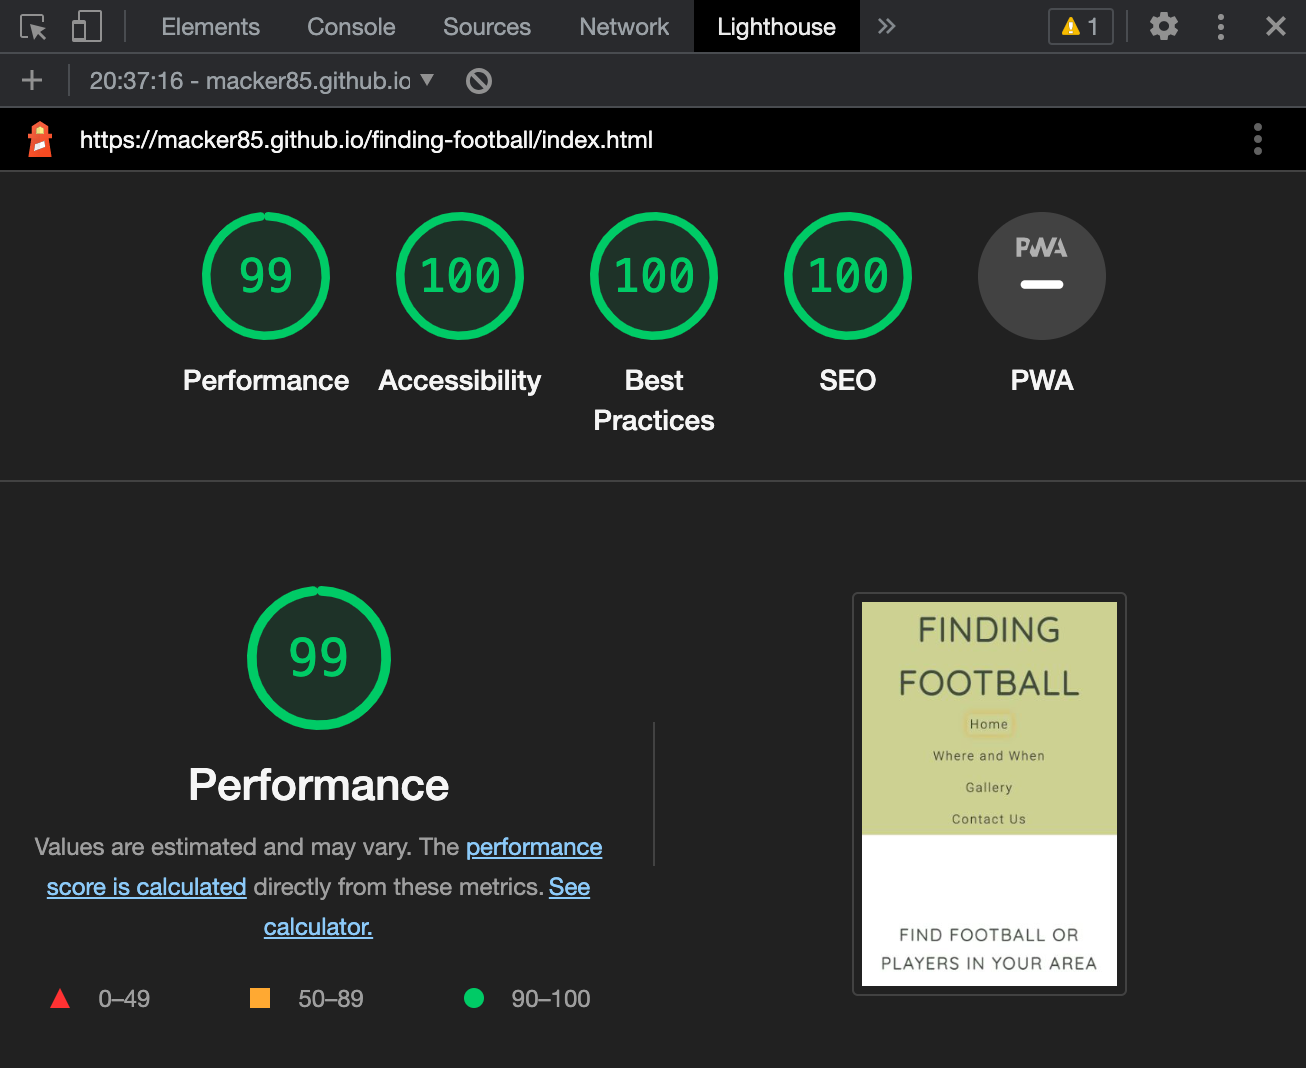 Elements Console Sources Network Lighthouse 1
20:37:16 - macker85.github.io
https://macker85.github.io/finding-football/index.html
99 100 100 100 PWA
Performance Accessibility Best Practices SEO PWA
99
Performance
Values are estimated and may vary. The performance
score is calculated directly from these metrics. See
calculator.
0–49 50–89 90–100
FINDING
FOOTBALL
Home
Where and When
Gallery
Contact Us
FIND FOOTBALL OR
PLAYERS IN YOUR AREA